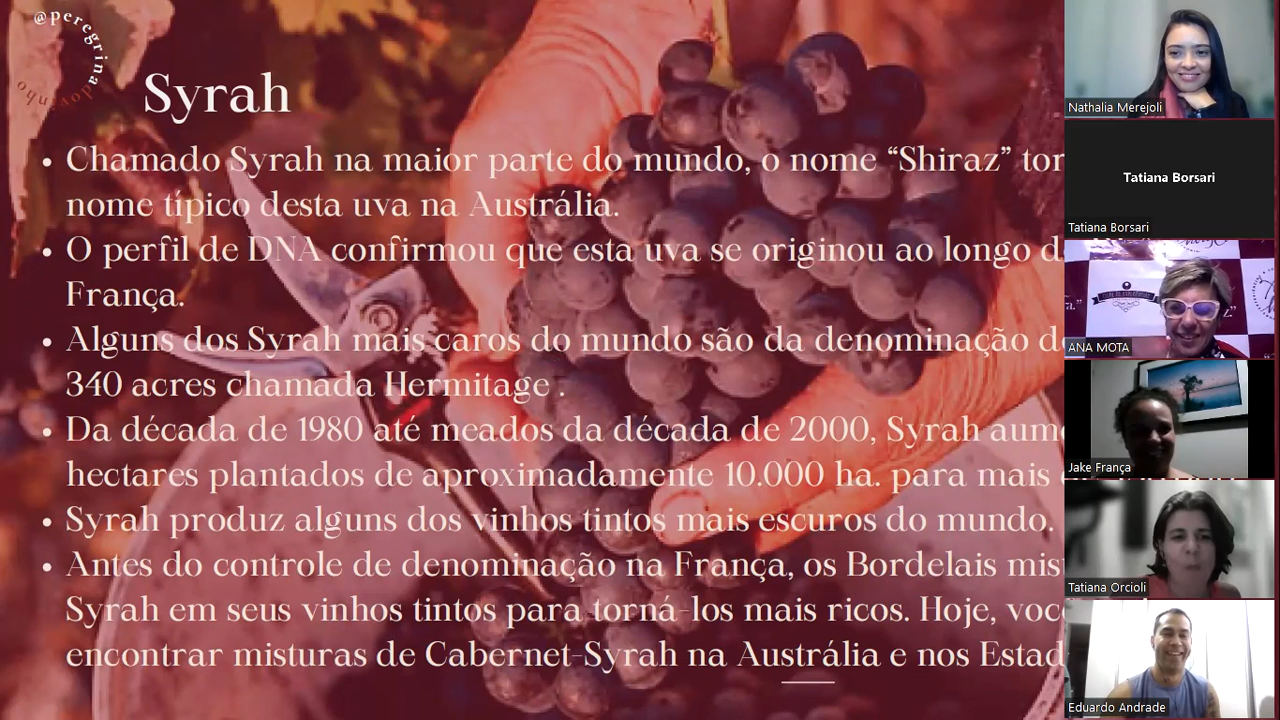 @peregrinadovinho
Syrah
• Chamado Syrah na maior parte do mundo, o nome “Shiraz”
nome típico desta uva na Austrália.
• O perfil de DNA confirmou que esta uva se originou ao longo
França.
• Alguns dos Syrah mais caros do mundo são da denominação
340 acres chamada Hermitage .
• Da década de 1980 até meados da década de 2000, Syrah
hectares plantados de aproximadamente 10.000 ha. para mais
• Syrah produz alguns dos vinhos tintos mais escuros do mundo.
• Antes do controle de denominação na França, os Bordelais
Syrah em seus vinhos tintos para torná-los mais ricos. Hoje,
encontrar misturas de Cabernet-Syrah na Austrália e nos
Nathalia Merejoli
Tatiana Borsari
Tatiana Borsari
ANA MOTA
Jake França
Tatiana Orcioli
Eduardo Andrade